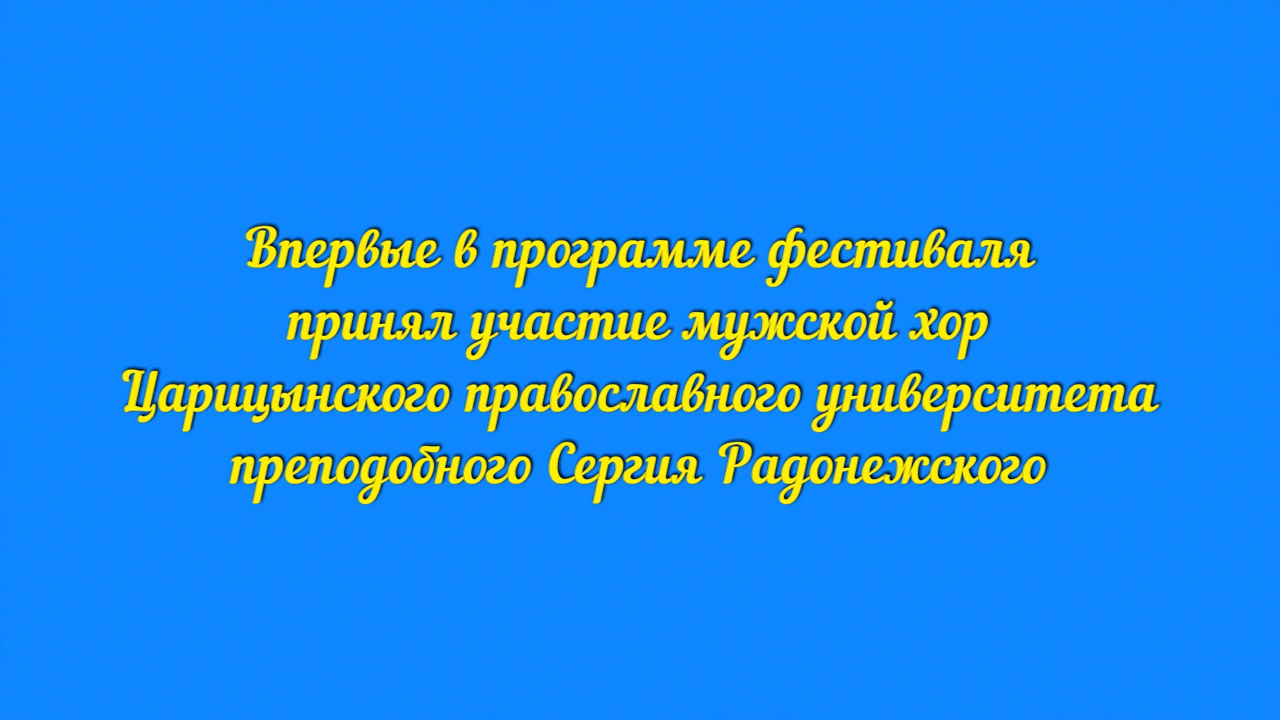 Впервые в программе фестиваля
принял участие мужской хор
Царицынского православного университета
преподобного Сергия Радонежского